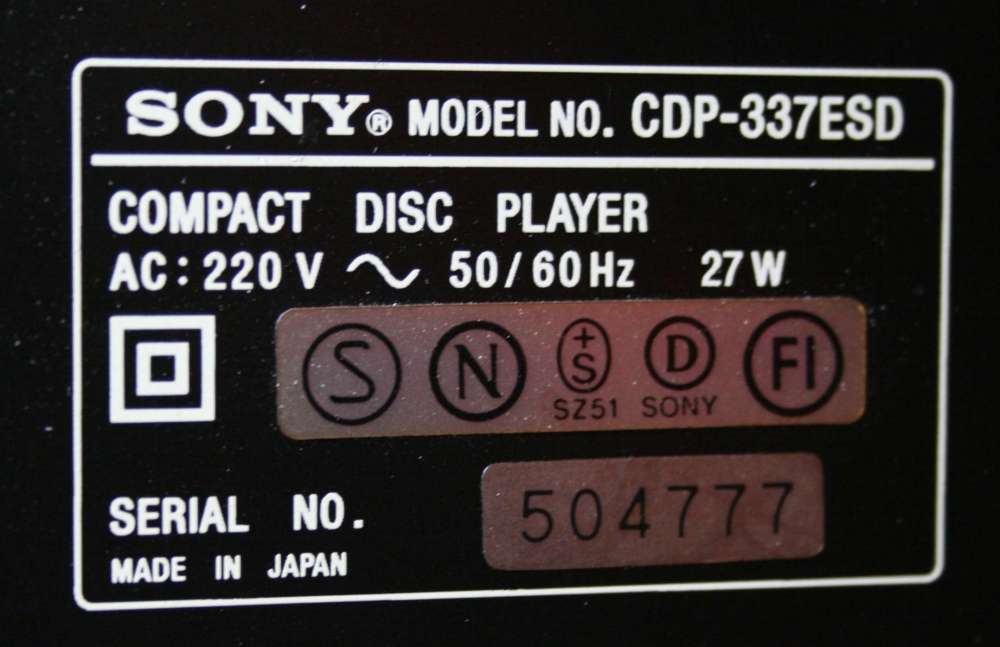 SONY® MODEL NO. CDP-337ESD
COMPACT DISC PLAYER
AC: 220 V ~ 50/60 Hz 27 W
S N +S D FI
SZ51 SONY
SERIAL NO. 504777
MADE IN JAPAN